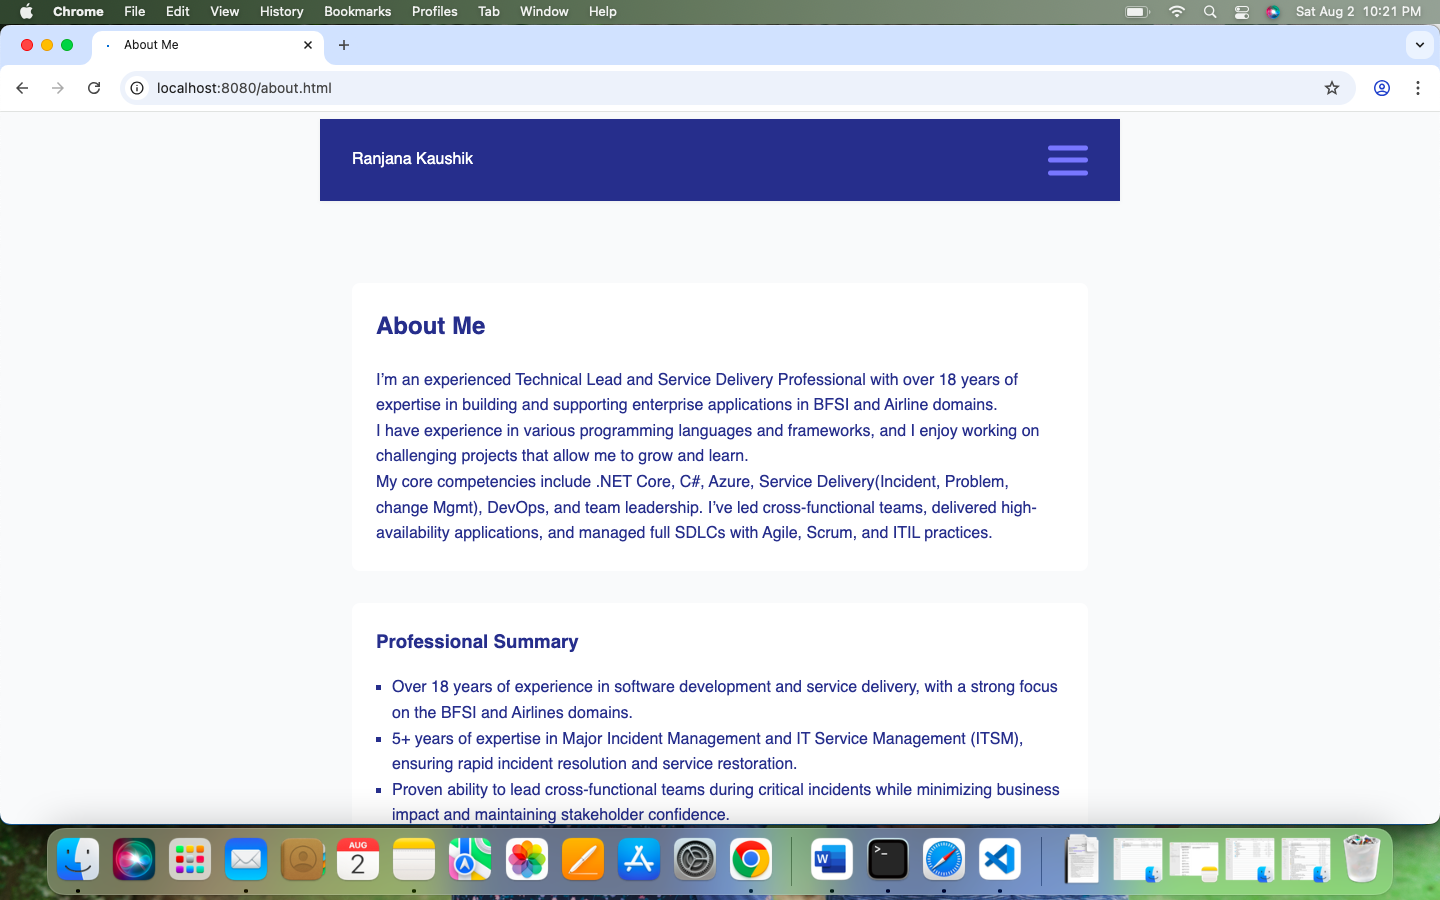 Chrome File Edit View History Bookmarks Profiles Tab Window Help Sat Aug 2 10:21 PM
About Me
localhost:8080/about.html
Ranjana Kaushik
About Me
I’m an experienced Technical Lead and Service Delivery Professional with over 18 years of
expertise in building and supporting enterprise applications in BFSI and Airline domains.
I have experience in various programming languages and frameworks, and I enjoy working on
challenging projects that allow me to grow and learn.
My core competencies include .NET Core, C#, Azure, Service Delivery(Incident, Problem,
change Mgmt), DevOps, and team leadership. I’ve led cross-functional teams, delivered high-
availability applications, and managed full SDLCs with Agile, Scrum, and ITIL practices.
Professional Summary
Over 18 years of experience in software development and service delivery, with a strong focus
on the BFSI and Airlines domains.
5+ years of expertise in Major Incident Management and IT Service Management (ITSM),
ensuring rapid incident resolution and service restoration.
Proven ability to lead cross-functional teams during critical incidents while minimizing business
impact and maintaining stakeholder confidence.
AUG
2
W
>_